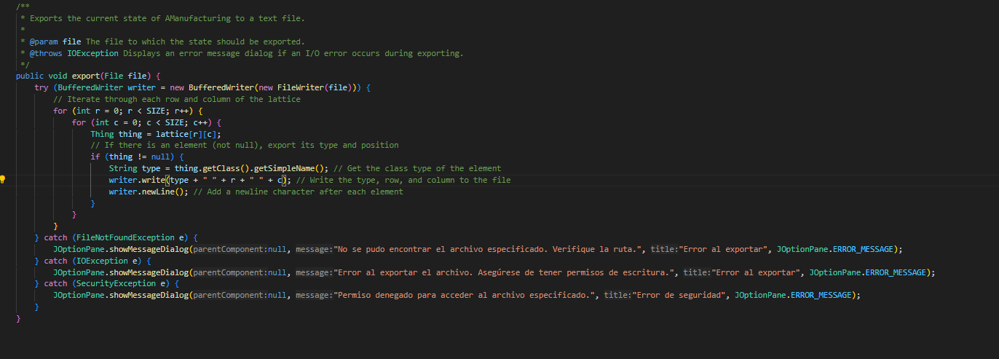 /**
 * Exports the current state of AManufacturing to a text file.
 *
 * @param file The file to which the state should be exported.
 * @throws IOException Displays an error message dialog if an I/O error occurs during exporting.
 */
public void export(File file) {
    try (BufferedWriter writer = new BufferedWriter(new FileWriter(file))) {
        // Iterate through each row and column of the lattice
        for (int r = 0; r < SIZE; r++) {
            for (int c = 0; c < SIZE; c++) {
                Thing thing = lattice[r][c];
                // If there is an element (not null), export its type and position
                if (thing != null) {
                    String type = thing.getClass().getSimpleName(); // Get the class type of the element
                    writer.write(type + " " + r + " " + c); // Write the type, row, and column to the file
                    writer.newLine(); // Add a newline character after each element
                }
            }
        }
    } catch (FileNotFoundException e) {
        JOptionPane.showMessageDialog(parentComponent:null, message:"No se pudo encontrar el archivo especificado. Verifique la ruta.", title:"Error al exportar", JOptionPane.ERROR_MESSAGE);
    } catch (IOException e) {
        JOptionPane.showMessageDialog(parentComponent:null, message:"Error al exportar el archivo. Asegúrese de tener permisos de escritura.", title:"Error al exportar", JOptionPane.ERROR_MESSAGE);
    } catch (SecurityException e) {
        JOptionPane.showMessageDialog(parentComponent:null, message:"Permiso denegado para acceder al archivo especificado.", title:"Error de seguridad", JOptionPane.ERROR_MESSAGE);
    }
}